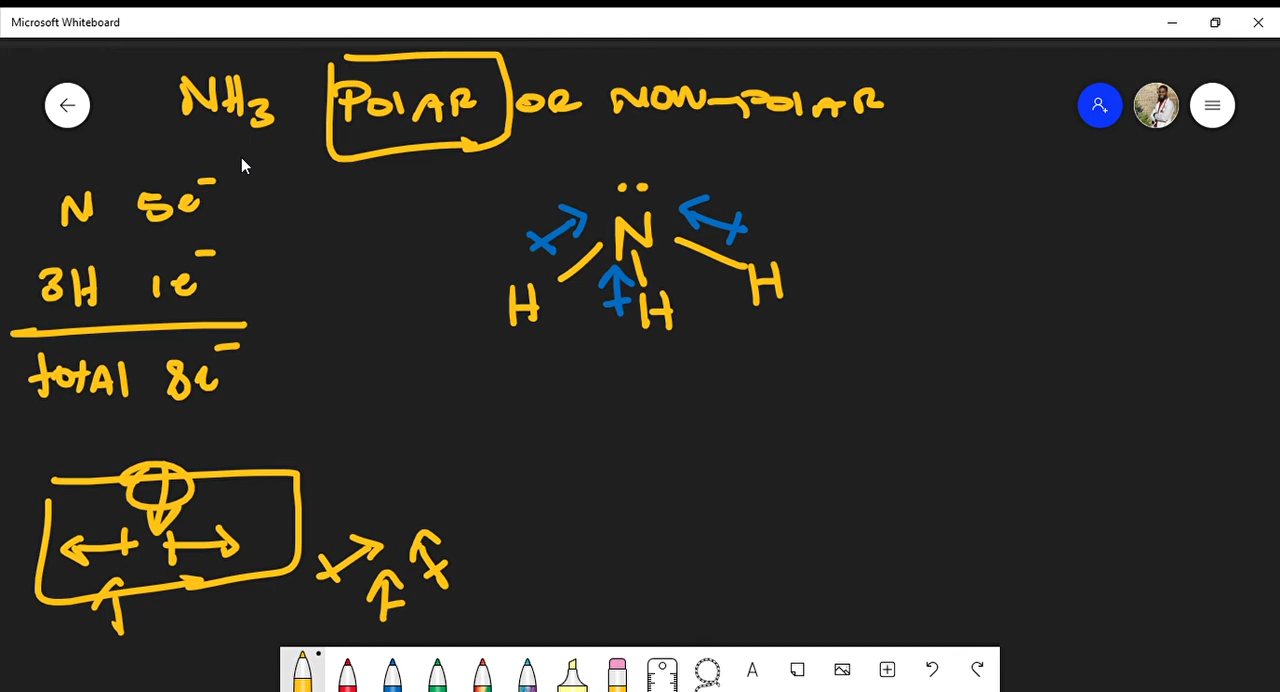 Microsoft Whiteboard
NH3 POLAR OR NON-POLAR
N 5e⁻
3H 1e⁻
total 8e⁻
N
H H H
A